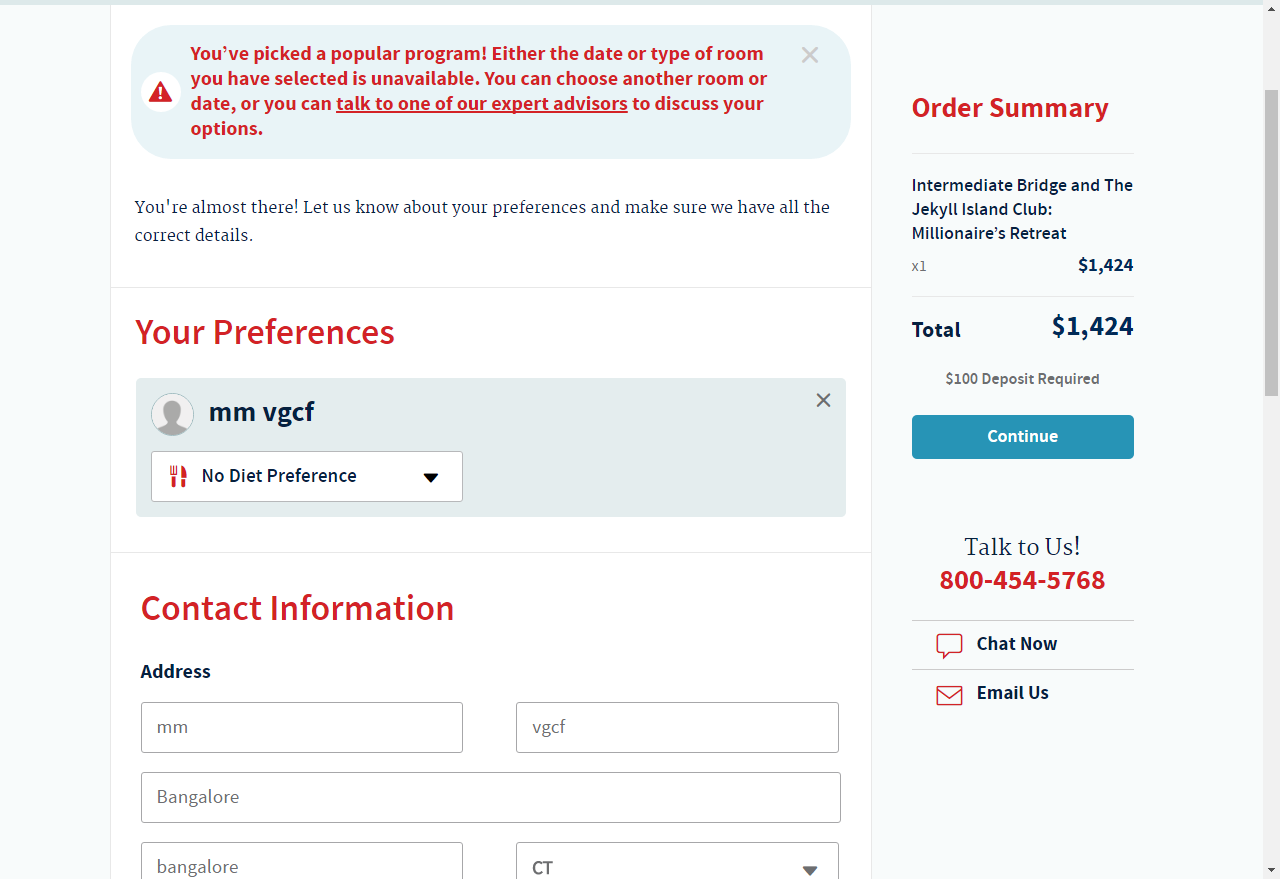 You’ve picked a popular program! Either the date or type of room
you have selected is unavailable. You can choose another room or
date, or you can talk to one of our expert advisors to discuss your
options.
You're almost there! Let us know about your preferences and make sure we have all the
correct details.
Your Preferences
mm vgcf
No Diet Preference
Contact Information
Address
mm
vgcf
Bangalore
bangalore
CT
Order Summary
Intermediate Bridge and The
Jekyll Island Club:
Millionaire’s Retreat
x1 $1,424
Total $1,424
$100 Deposit Required
Continue
Talk to Us!
800-454-5768
Chat Now
Email Us